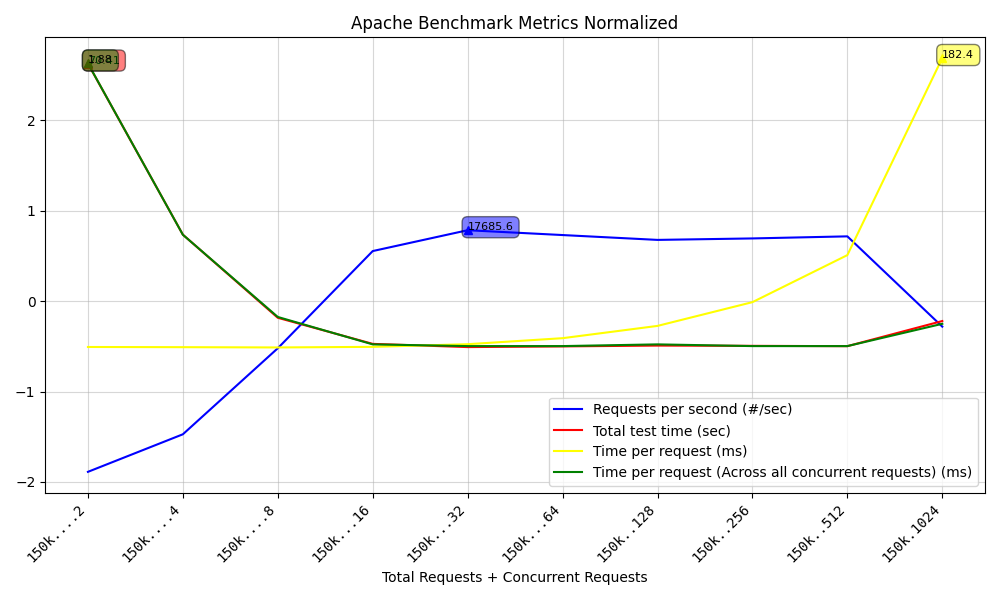 Apache Benchmark Metrics Normalized
1.88
182.4
17685.6
2
1
0
−1
−2
Requests per second (#/sec)
Total test time (sec)
Time per request (ms)
Time per request (Across all concurrent requests) (ms)
150k....2
150k....4
150k....8
150k...16
150k...32
150k...64
150k..128
150k..256
150k..512
150k.1024
Total Requests + Concurrent Requests